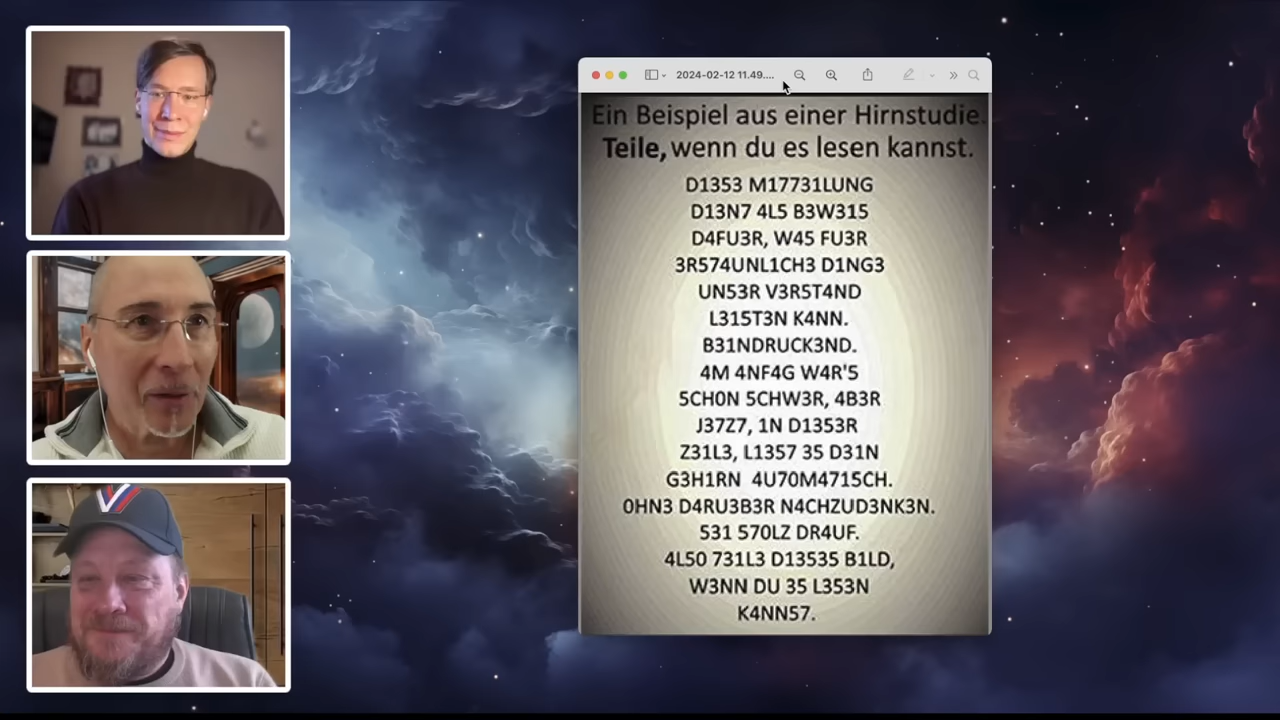 2024-02-12 11.49....
Ein Beispiel aus einer Hirnstudie.
Teile, wenn du es lesen kannst.
D1353 M17731LUNG
D13N7 4L5 B3W315
D4FU3R, W45 FU3R
3R574UNL1CH3 D1NG3
UN53R V3R5T4ND
L315T3N K4NN.
B31NDRUCK3ND.
4M 4NF4G W4R'5
5CH0N 5CHW3R, 4B3R
J37Z7, 1N D1353R
Z31L3, L1357 35 D31N
G3H1RN 4U70M4715CH.
0HN3 D4RU3B3R N4CHZUD3NK3N.
531 570LZ DR4UF.
4L50 731L3 D13535 B1LD,
W3NN DU 35 L353N
K4NN57.